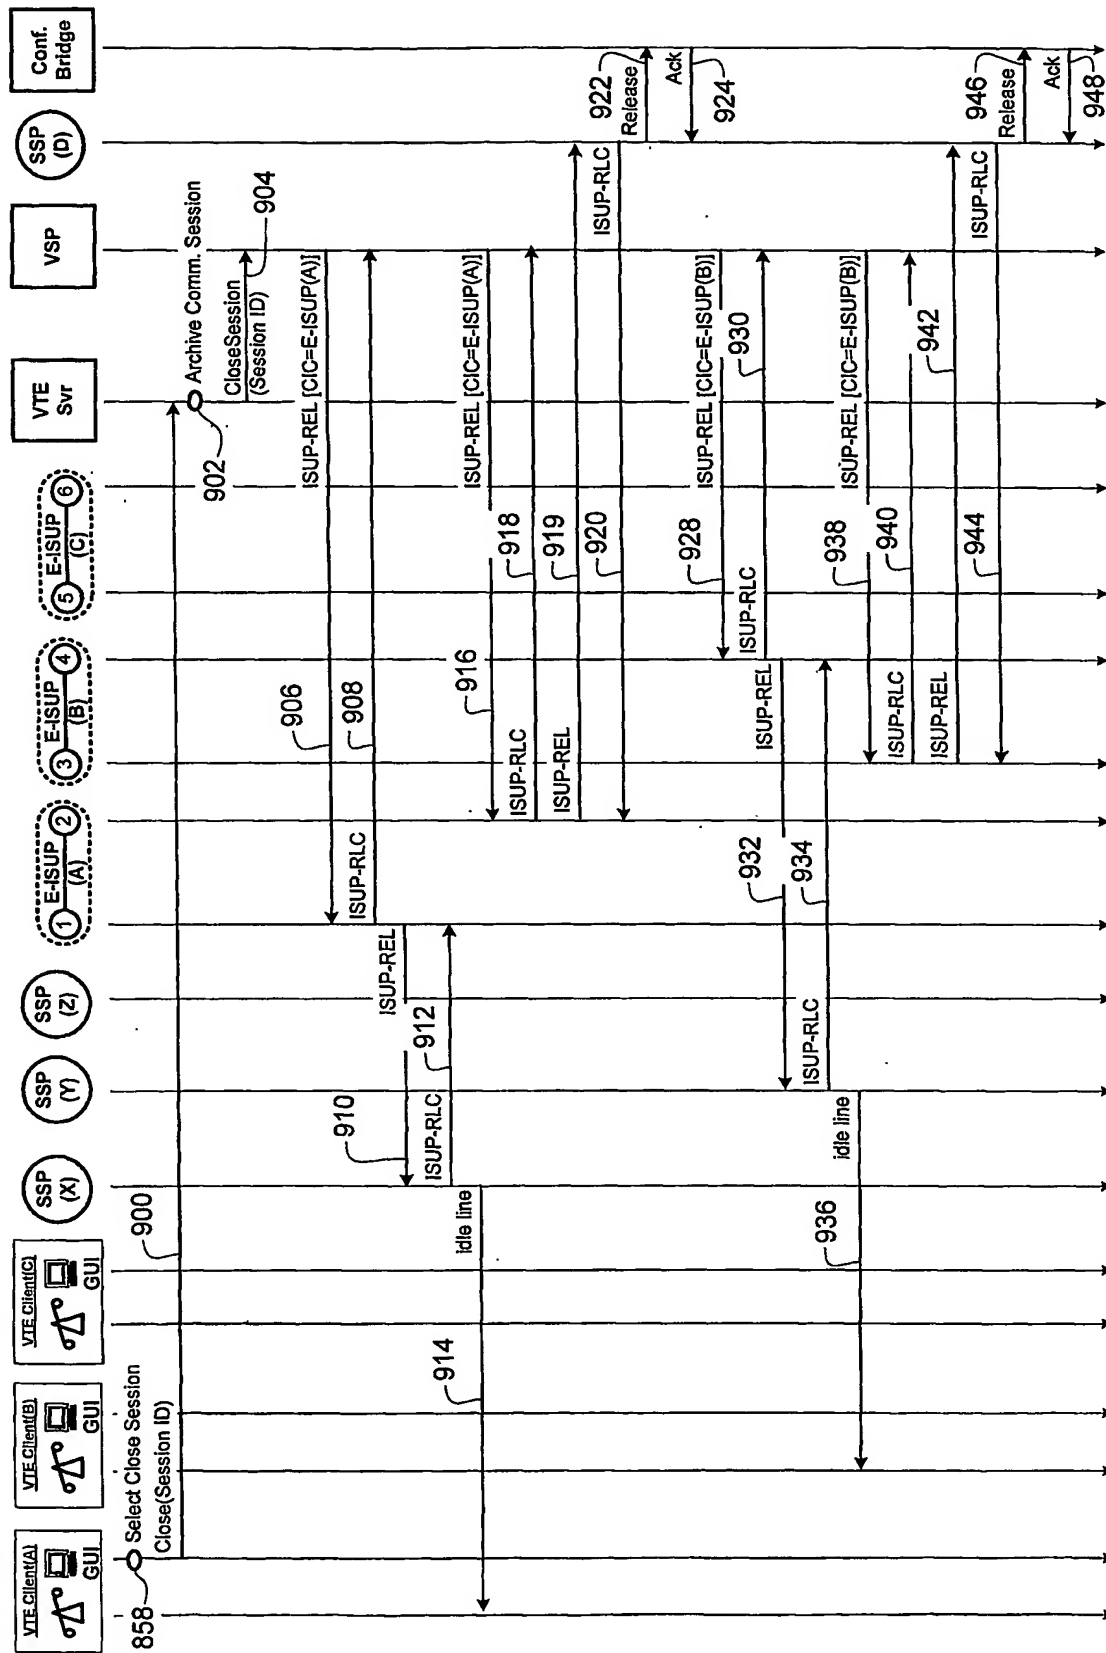 VTE Client(A)
GUI
VTE Client(B)
GUI
VTE Client(C)
GUI
SSP
(X)
SSP
(Y)
SSP
(Z)
1
E-ISUP
(A)
2
3
E-ISUP
(B)
4
5
E-ISUP
(C)
6
VTE
Svr
VSP
SSP
(D)
Conf.
Bridge
858
Select Close Session
Close(Session ID)
900
902
Archive Comm. Session
CloseSession
(Session ID)
904
ISUP-REL [CIC=E-ISUP(A)]
906
ISUP-RLC
908
ISUP-REL
910
ISUP-RLC
912
idle line
914
ISUP-REL [CIC=E-ISUP(A)]
916
ISUP-RLC
918
ISUP-REL
919
ISUP-RLC
920
Release
922
Ack
924
ISUP-REL [CIC=E-ISUP(B)]
928
ISUP-RLC
930
ISUP-REL
932
ISUP-RLC
934
idle line
936
ISUP-REL [CIC=E-ISUP(B)]
938
ISUP-RLC
940
ISUP-REL
942
ISUP-RLC
944
Release
946
Ack
948